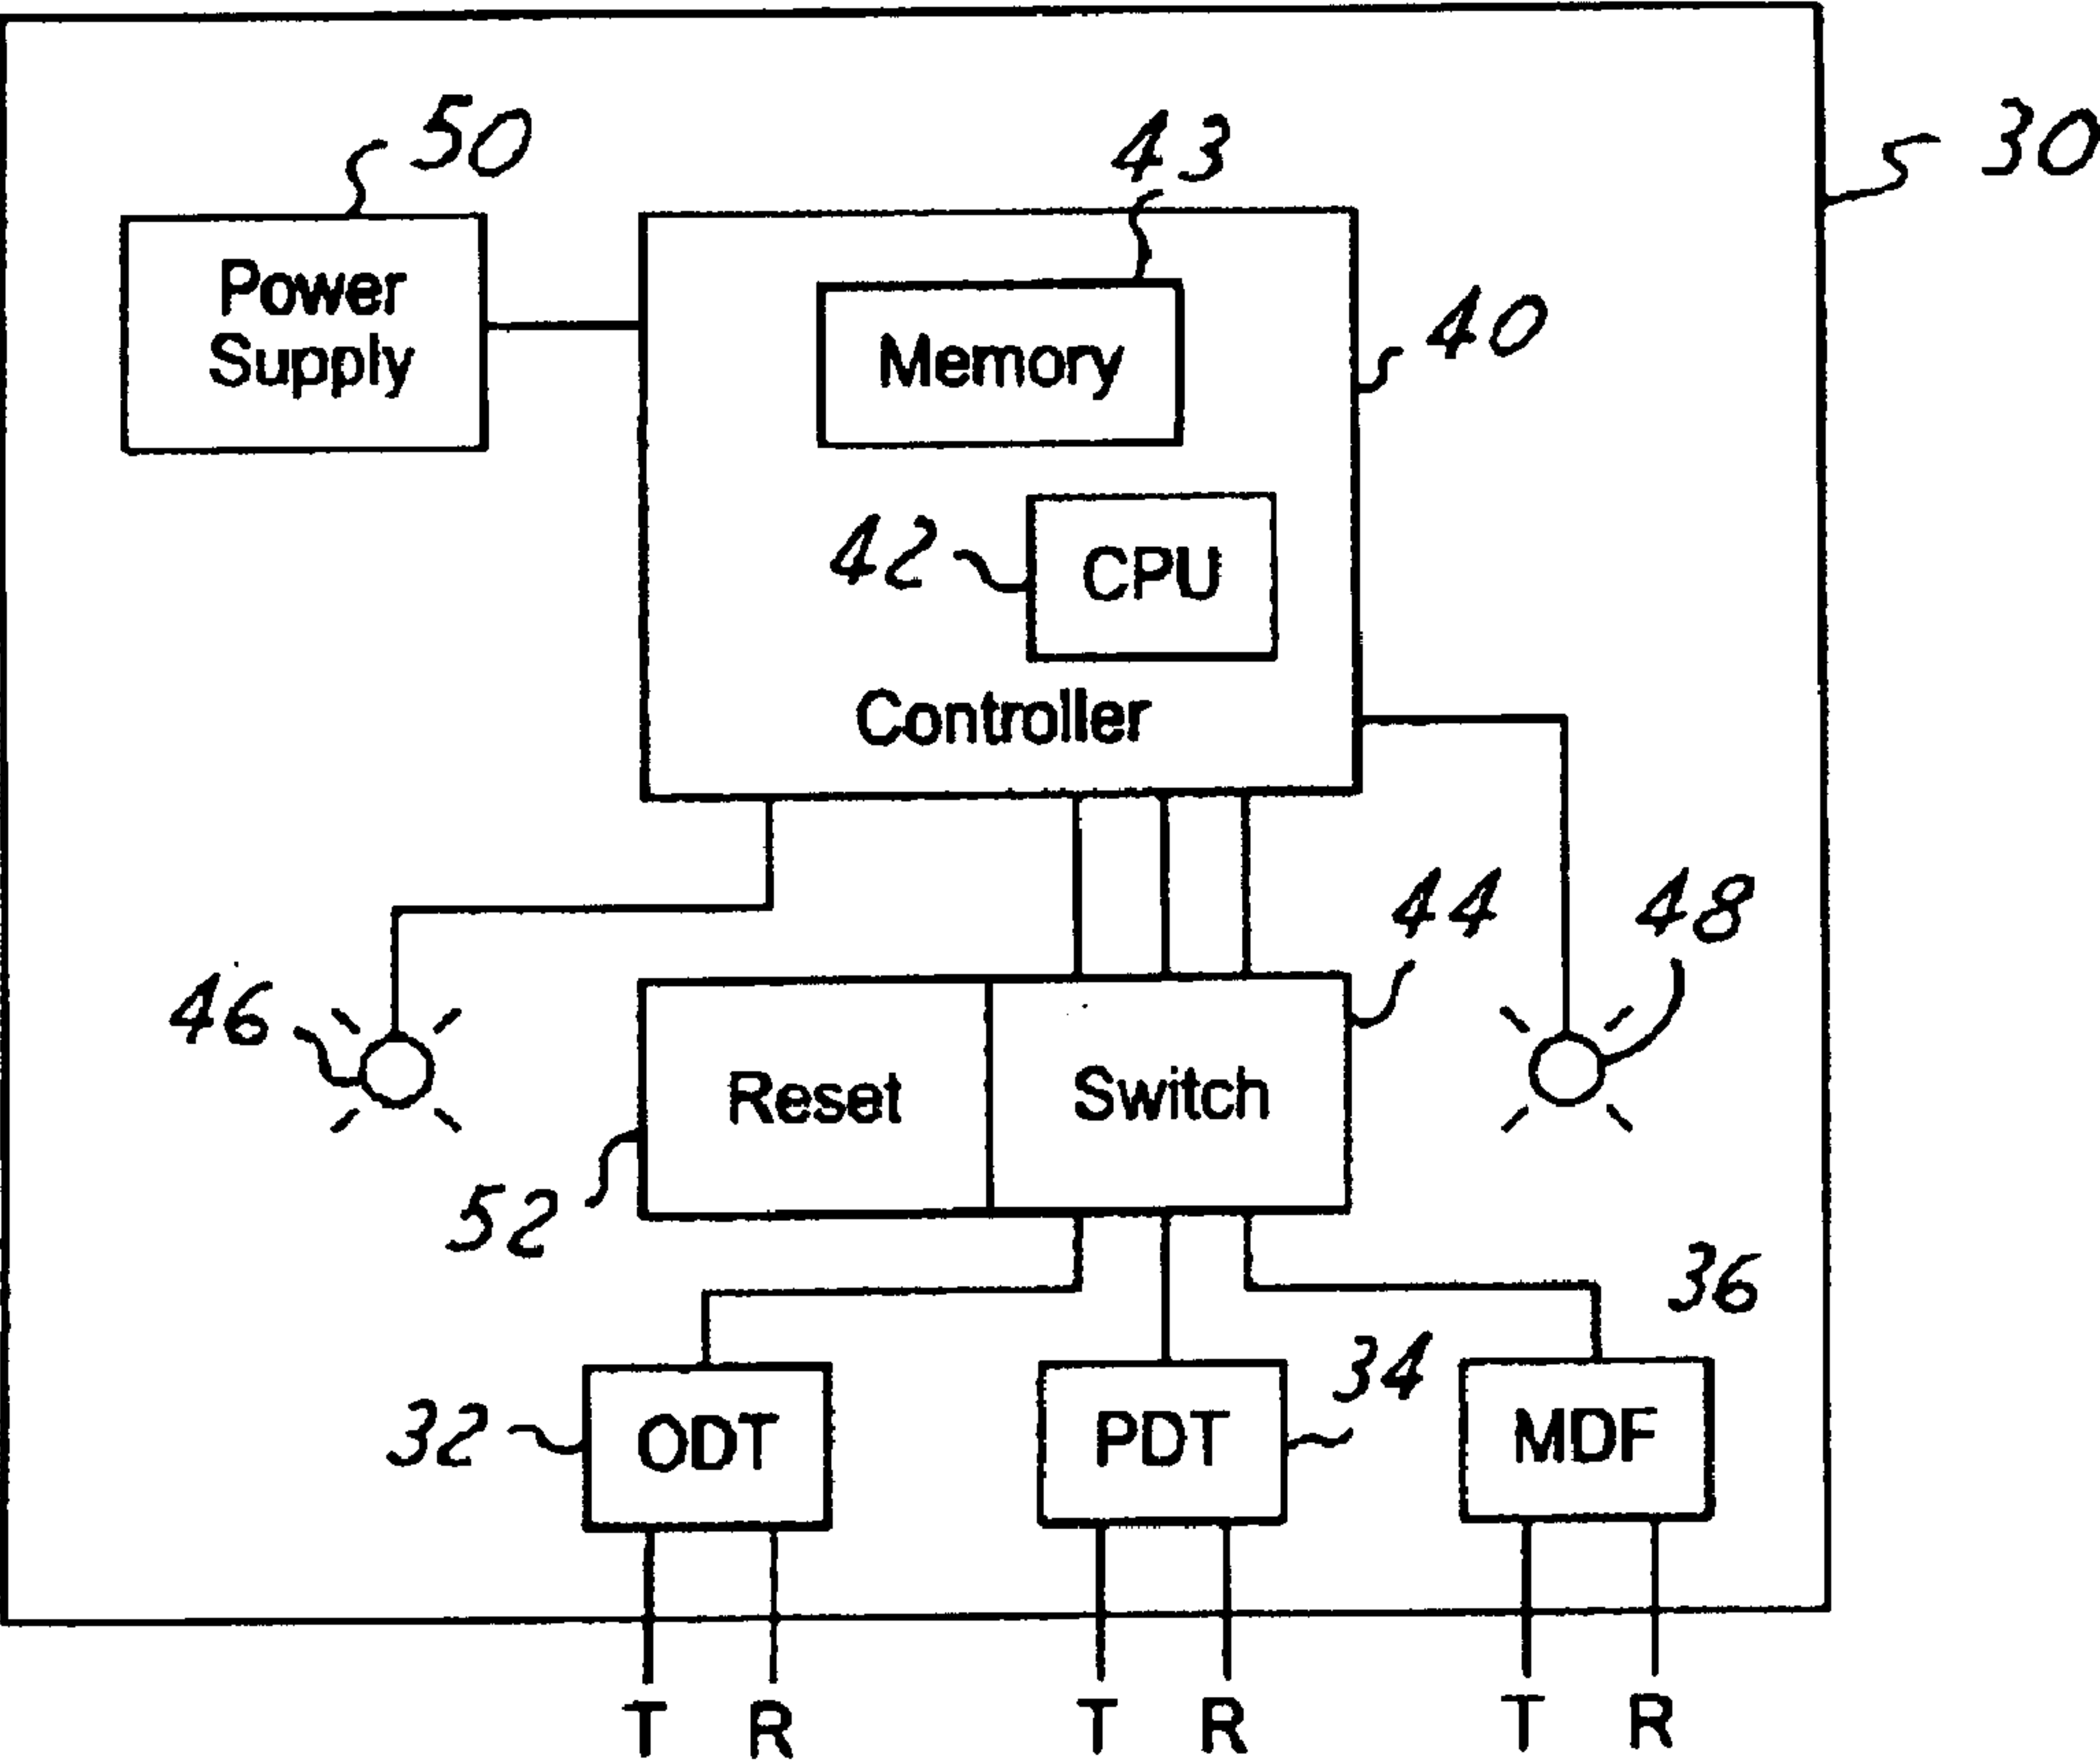 50
43
30
Power
Supply
Memory
40
42
CPU
Controller
44
48
46
Reset
Switch
52
36
34
32
ODT
PDT
MDF
T R T R T R